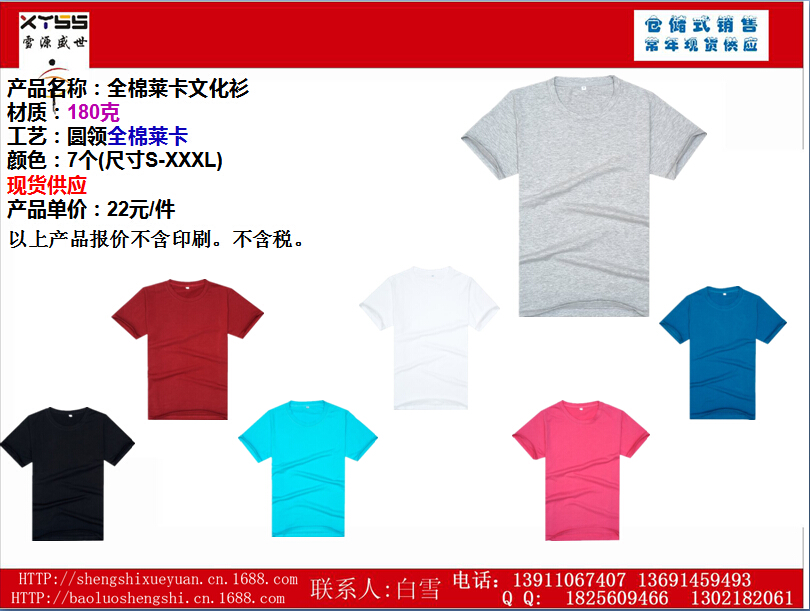 XYSS
雪源盛世
仓储式销售
常年现货供应
产品名称：全棉莱卡文化衫
材质：180克
工艺：圆领全棉莱卡
颜色：7个(尺寸S-XXXL)
现货供应
产品单价：22元/件
以上产品报价不含印刷。不含税。
HTTP://shengshixueyuan.cn.1688.com
HTTP://baoluoshengshi.cn.1688.com
联系人:白雪
电话：13911067407 13691459493
QQ: 1825609466 1302182061